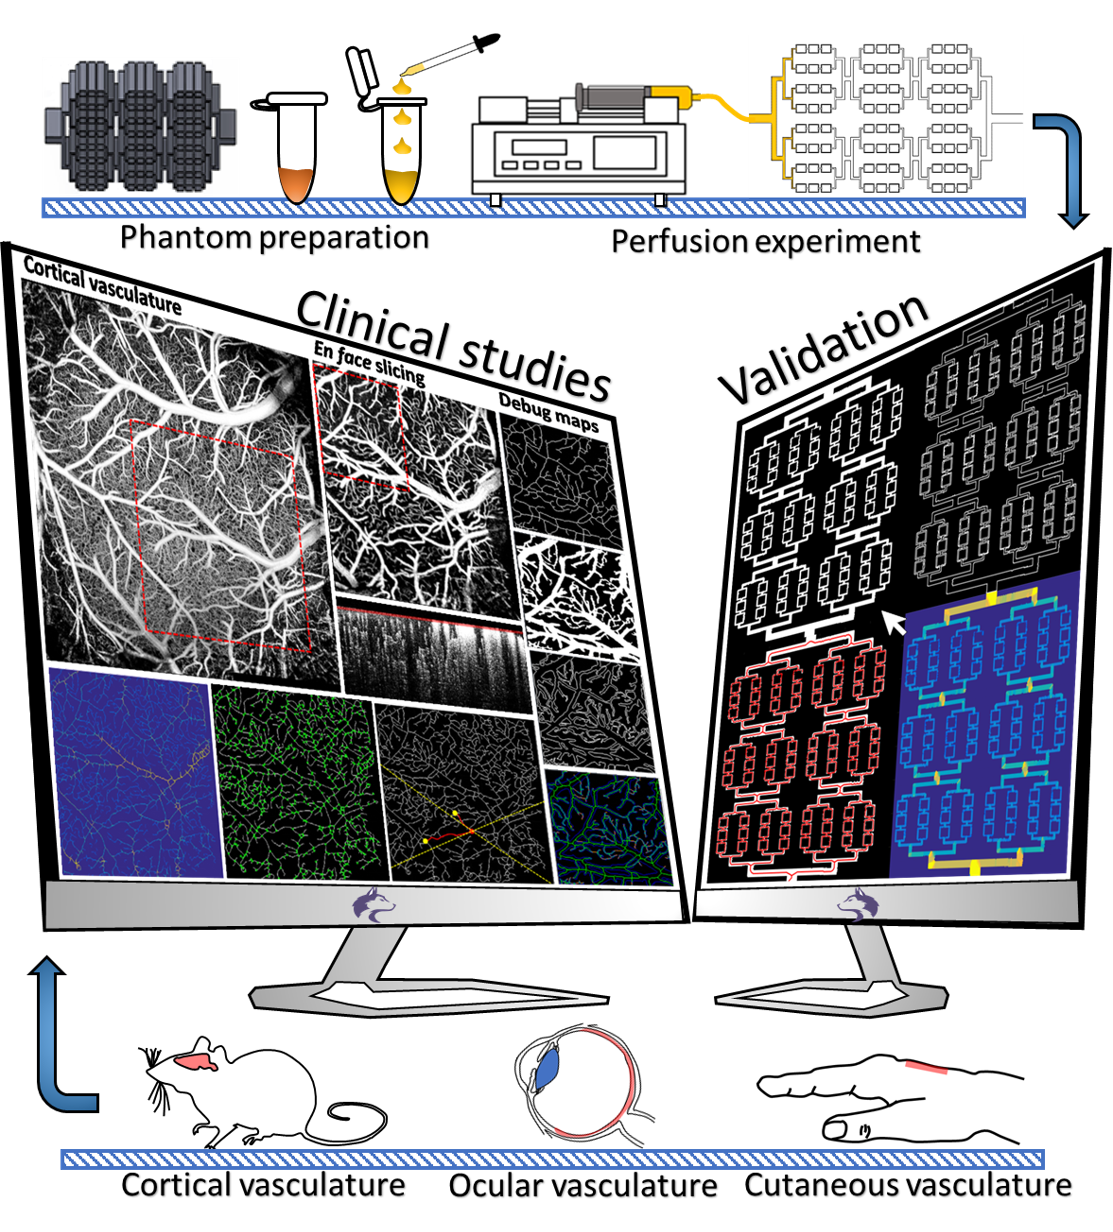 Phantom preparation
Perfusion experiment
Cortical vasculature
Clinical studies
En face slicing
Debug maps
Validation
Cortical vasculature
Ocular vasculature
Cutaneous vasculature